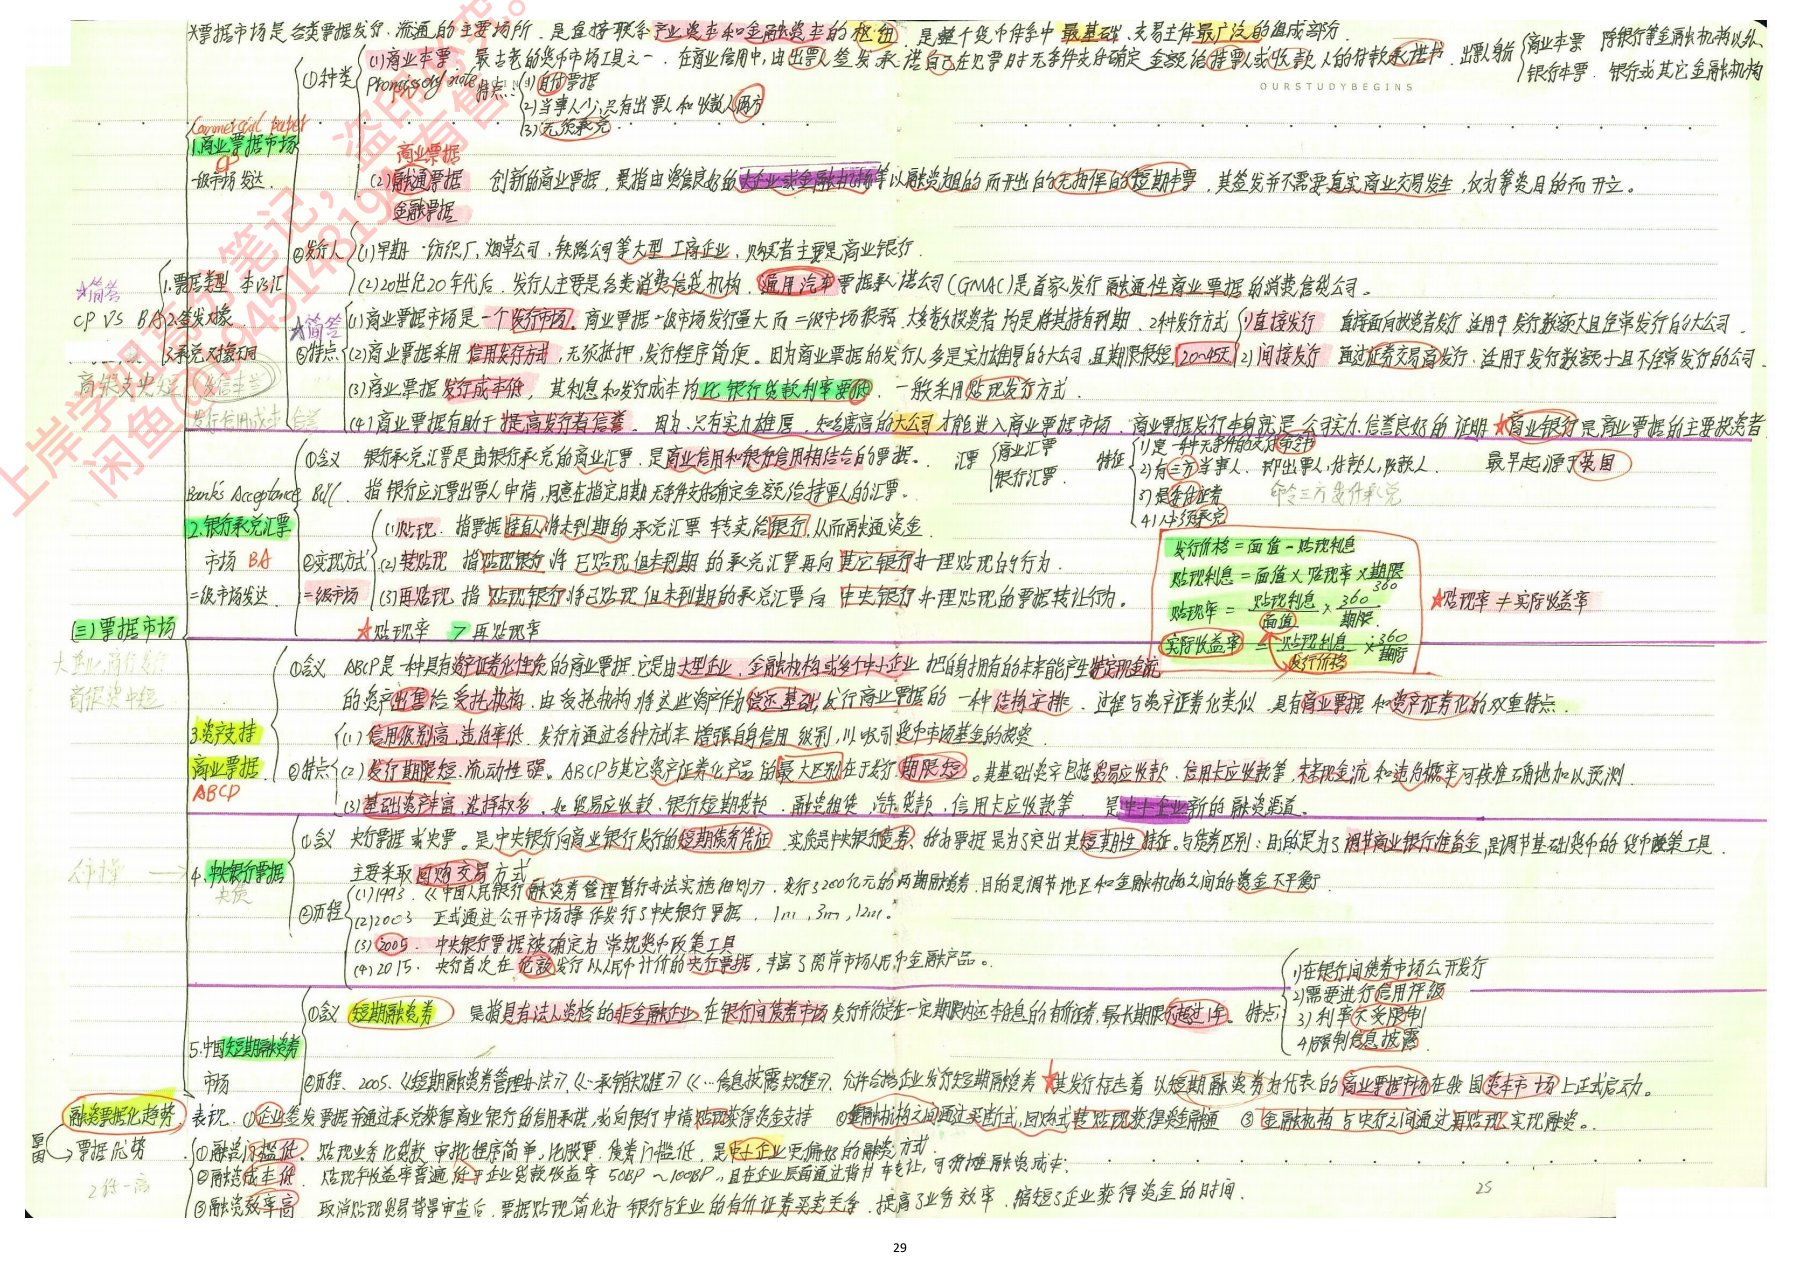 *票据市场是各类票据发行、流通的主要场所，是直接联系产业资本和金融资本的枢纽，是整个货币体系中最基础、交易主体最广泛的组成部分。
①种类
(1)商业本票 最古老的货币市场工具之一，在商业信用中，由出票人签发承诺自己在见票时无条件支付确定金额给持票人或收款人的付款承诺书。出票人身份
商业本票 除银行等金融机构以外
银行本票 银行或其它金融机构
Promissory note 特点：1)自付票据
2)当事人少，只有出票人和收款人两方
3)无须承兑
OURSTUDYBEGINS
Commercial paper
1.商业票据市场
CP
一级市场发达.
商业票据
(2)融通票据 创新的商业票据，是指由资信良好的大企业或金融机构等以融资为目的而开出的无担保的短期本票，其签发并不需要真实商业交易发生，仅为筹资目的而开立。
金融票据
②发行人
(1)早期 纺织厂、烟草公司、铁路公司等大型工商企业，购买者主要是商业银行.
(2)20世纪20年代后，发行人主要是各类消费信贷机构，通用汽车票据承诺公司(GMAC)是首家发行融通性商业票据的消费信贷公司。
★简答
CP VS BA
1.票据类型 本VS汇
2.签发对象
3.承兑对象不同
★简答
③特点
(1)商业票据市场是一个发行市场。商业票据一级市场发行量大而二级市场很弱，大多数投资者均是将其持有到期. 2种发行方式
1)直接发行 直接面向投资者发行，适用于发行数额大且经常发行的大公司.
(2)商业票据采用信用发行方式，无须抵押，发行程序简便。因为商业票据的发行人多是实力雄厚的大公司，且期限很短 20~45天
2)间接发行 通过证券交易商发行，适用于发行数额小且不经常发行的公司.
(3)商业票据发行成本低，其利息和发行成本均比银行贷款利率要低，一般采用贴现发行方式.
(4)商业票据有助于提高发行者信誉。因为，只有实力雄厚、知名度高的大公司才能进入商业票据市场，商业票据发行本身就是公司实力、信誉良好的证明 ★商业银行是商业票据的主要投资者
Bank's Acceptance Bill
2.银行承兑汇票
市场 BA
二级市场发达.
①含义 银行承兑汇票是由银行承兑的商业汇票，是商业信用和银行信用相结合的票据。
指银行应汇票出票人申请，同意在指定日期无条件支付确定金额给持票人的汇票。
汇票
商业汇票
银行汇票
特征
1)是一种无条件的支付命令
2)有三方当事人，即出票人，付款人，收款人.
3)是委付证券
4)必须承兑
最早起源于英国
命令三方委付承兑
②变现方式
=级市场
(1)贴现. 指票据持有人将未到期的承兑汇票转卖给银行，从而融通资金
(2)转贴现 指贴现银行将已贴现但未到期的承兑汇票再向其它银行办理贴现的行为.
(3)再贴现 指贴现银行将已贴现但未到期的承兑汇票向中央银行办理贴现的票据转让行为。
★贴现率 > 再贴现率
发行价格=面值-贴现利息
贴现利息=面值×贴现率×期限/360
贴现率=贴现利息/面值×360/期限
实际收益率=贴现利息/发行价格×360/期限
★贴现率≠实际收益率
(三)票据市场
3.资产支持
商业票据.
ABCP
①含义 ABCP是一种具有资产证券化性质的商业票据，它是由大型企业、金融机构或多个中小企业把自身拥有的未来能产生特定现金流
的资产出售给受托机构，由受托机构将这些资产作为偿还基础发行商业票据的一种结构安排，过程与资产证券化类似，具有商业票据和资产证券化的双重特点.
②特点
(1)信用级别高，违约率低. 发行方通过各种方式来增强自身信用级别，以吸引货币市场基金的投资
(2)发行期限短、流动性强。ABCP与其它资产证券化产品的最大区别在于发行期限短。其基础资产包括贸易应收款、信用卡应收款等，未来现金流和违约概率可较准确地加以预测
(3)基础资产丰富、选择权多，如贸易应收款、银行短期贷款、融资租赁，汽车贷款、信用卡应收款等，是中小企业新的融资渠道。
4.中央银行票据
央债
①含义 央行票据或央票。是中央银行向商业银行发行的短期债务凭证，实质是中央银行债券，称为票据是为了突出其短期性特征，与债券区别：目的是为了调节商业银行准备金，是调节基础货币的货币政策工具.
主要采取回购交易方式
②历程
(1)1993.《中国人民银行融资券管理暂行办法实施细则》，发行了200亿元的两期融资券，目的是调节地区和金融机构之间的资金不平衡.
(2)2003 正式通过公开市场操作发行了中央银行票据. 1m, 3m, 12m.
(3)2005. 中央银行票据被确定为常规货币政策工具
(4)2015. 央行首次在伦敦发行以人民币计价的央行票据，丰富了离岸市场人民币金融产品。
5.中国短期融资券
市场
①含义 短期融资券 是指具有法人资格的非金融企业在银行间债券市场发行并约定在一定期限内还本付息的有价证券，最长期限不超过1年。特点：
1)在银行间债券市场公开发行
2)需要进行信用评级
3)利率不受限制
4)强制信息披露
②历程、2005、《短期融资券管理办法》、《…承销规程》《…信息披露规程》，允许合格企业发行短期融资券 ★其发行标志着以短期融资券为代表的商业票据市场在我国资本市场上正式启动.
融资票据化趋势. 表现. ①企业签发票据并通过承兑获得商业银行的信用承诺，或向银行申请贴现获得资金支持 ②金融机构之间通过买断式，回购式转贴现获得资金融通 ③金融机构与央行之间通过再贴现实现融资。
票据优势
2低一高
①融资门槛低. 贴现业务比贷款审批程序简单，比股票、债券门槛低，是中小企业更偏好的融资方式.
②融资成本低 贴现年收益率普遍低于企业贷款收益率50BP~100BP，且在企业层面通过背书转让，可分摊融资成本.
③融资效率高 取消贴现贸易背景审查后，票据贴现简化为银行与企业的有价证券买卖关系，提高了业务效率，缩短了企业获得资金的时间.
25
29